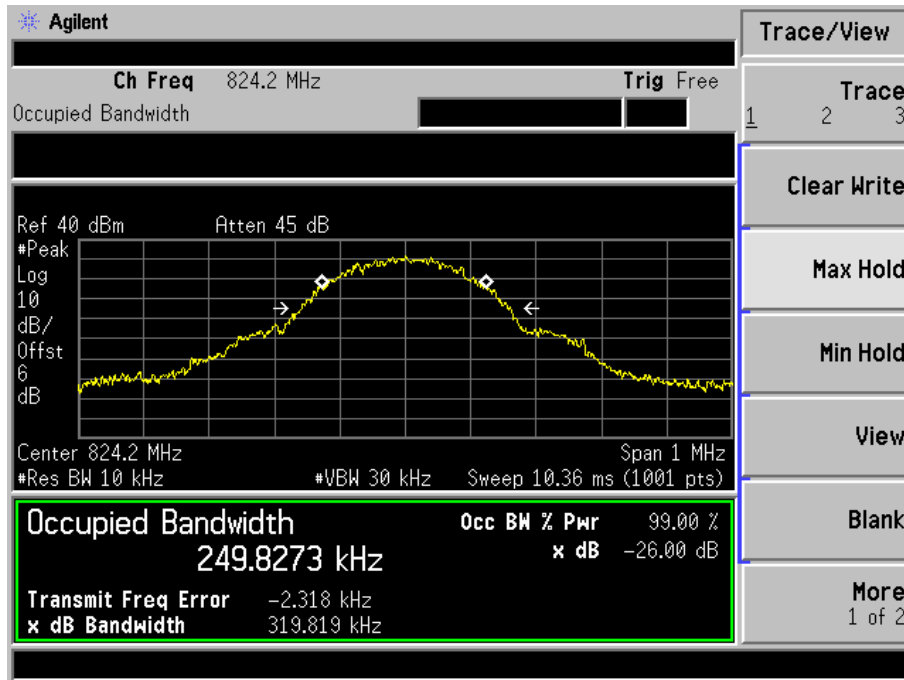 Agilent
Trace/View
Ch Freq 824.2 MHz Trig Free
Occupied Bandwidth
Trace
1 2 3
Clear Write
Ref 40 dBm Atten 45 dB
#Peak
Log
10
dB/
Offst
6
dB
Max Hold
Min Hold
View
Center 824.2 MHz Span 1 MHz
#Res BW 10 kHz #VBW 30 kHz Sweep 10.36 ms (1001 pts)
Occupied Bandwidth
249.8273 kHz
Occ BW % Pwr 99.00 %
x dB -26.00 dB
Transmit Freq Error -2.318 kHz
x dB Bandwidth 319.819 kHz
Blank
More
1 of 2